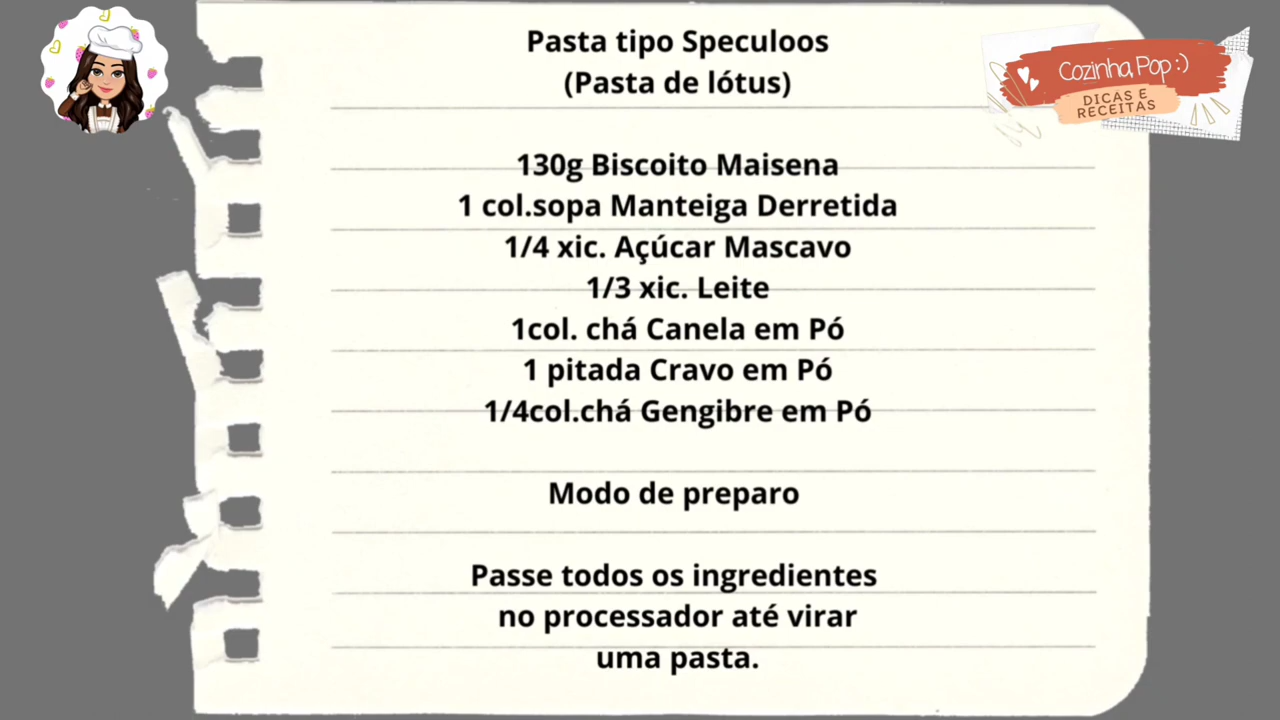 Pasta tipo Speculoos
(Pasta de lótus)
Cozinha Pop :)
DICAS E
RECEITAS
130g Biscoito Maisena
1 col.sopa Manteiga Derretida
1/4 xic. Açúcar Mascavo
1/3 xic. Leite
1col. chá Canela em Pó
1 pitada Cravo em Pó
1/4col.chá Gengibre em Pó
Modo de preparo
Passe todos os ingredientes
no processador até virar
uma pasta.